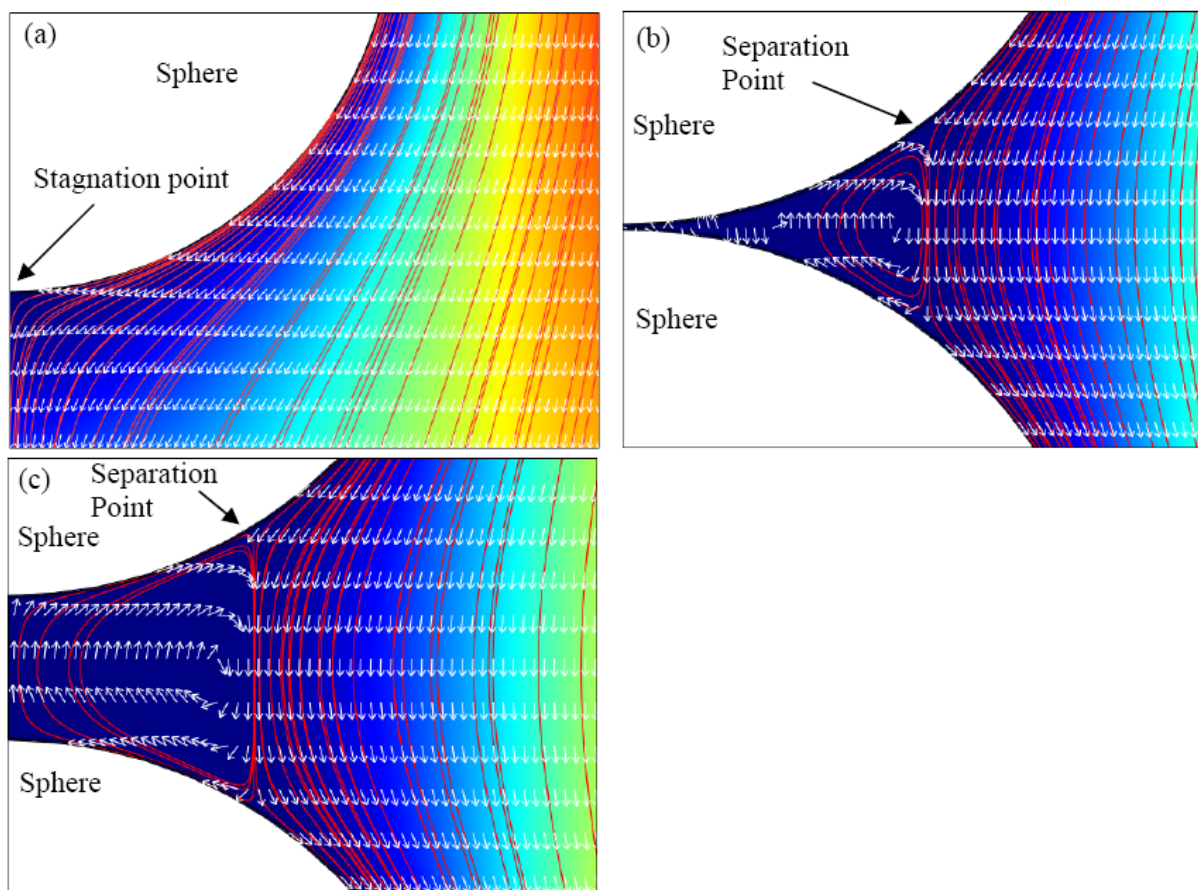 (a)
Sphere
Stagnation point
(b)
Separation
Point
Sphere
Sphere
(c)
Separation
Point
Sphere
Sphere